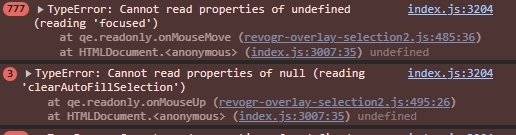 777 ▶TypeError: Cannot read properties of undefined index.js:3204
(reading 'focused')
at qe.readonly.onMouseMove (revogr-overlay-selection2.js:485:36)
at HTMLDocument.<anonymous> (index.js:3007:35) undefined
3 ▶TypeError: Cannot read properties of null (reading index.js:3204
'clearAutoFillSelection')
at qe.readonly.onMouseUp (revogr-overlay-selection2.js:495:26)
at HTMLDocument.<anonymous> (index.js:3007:35) undefined